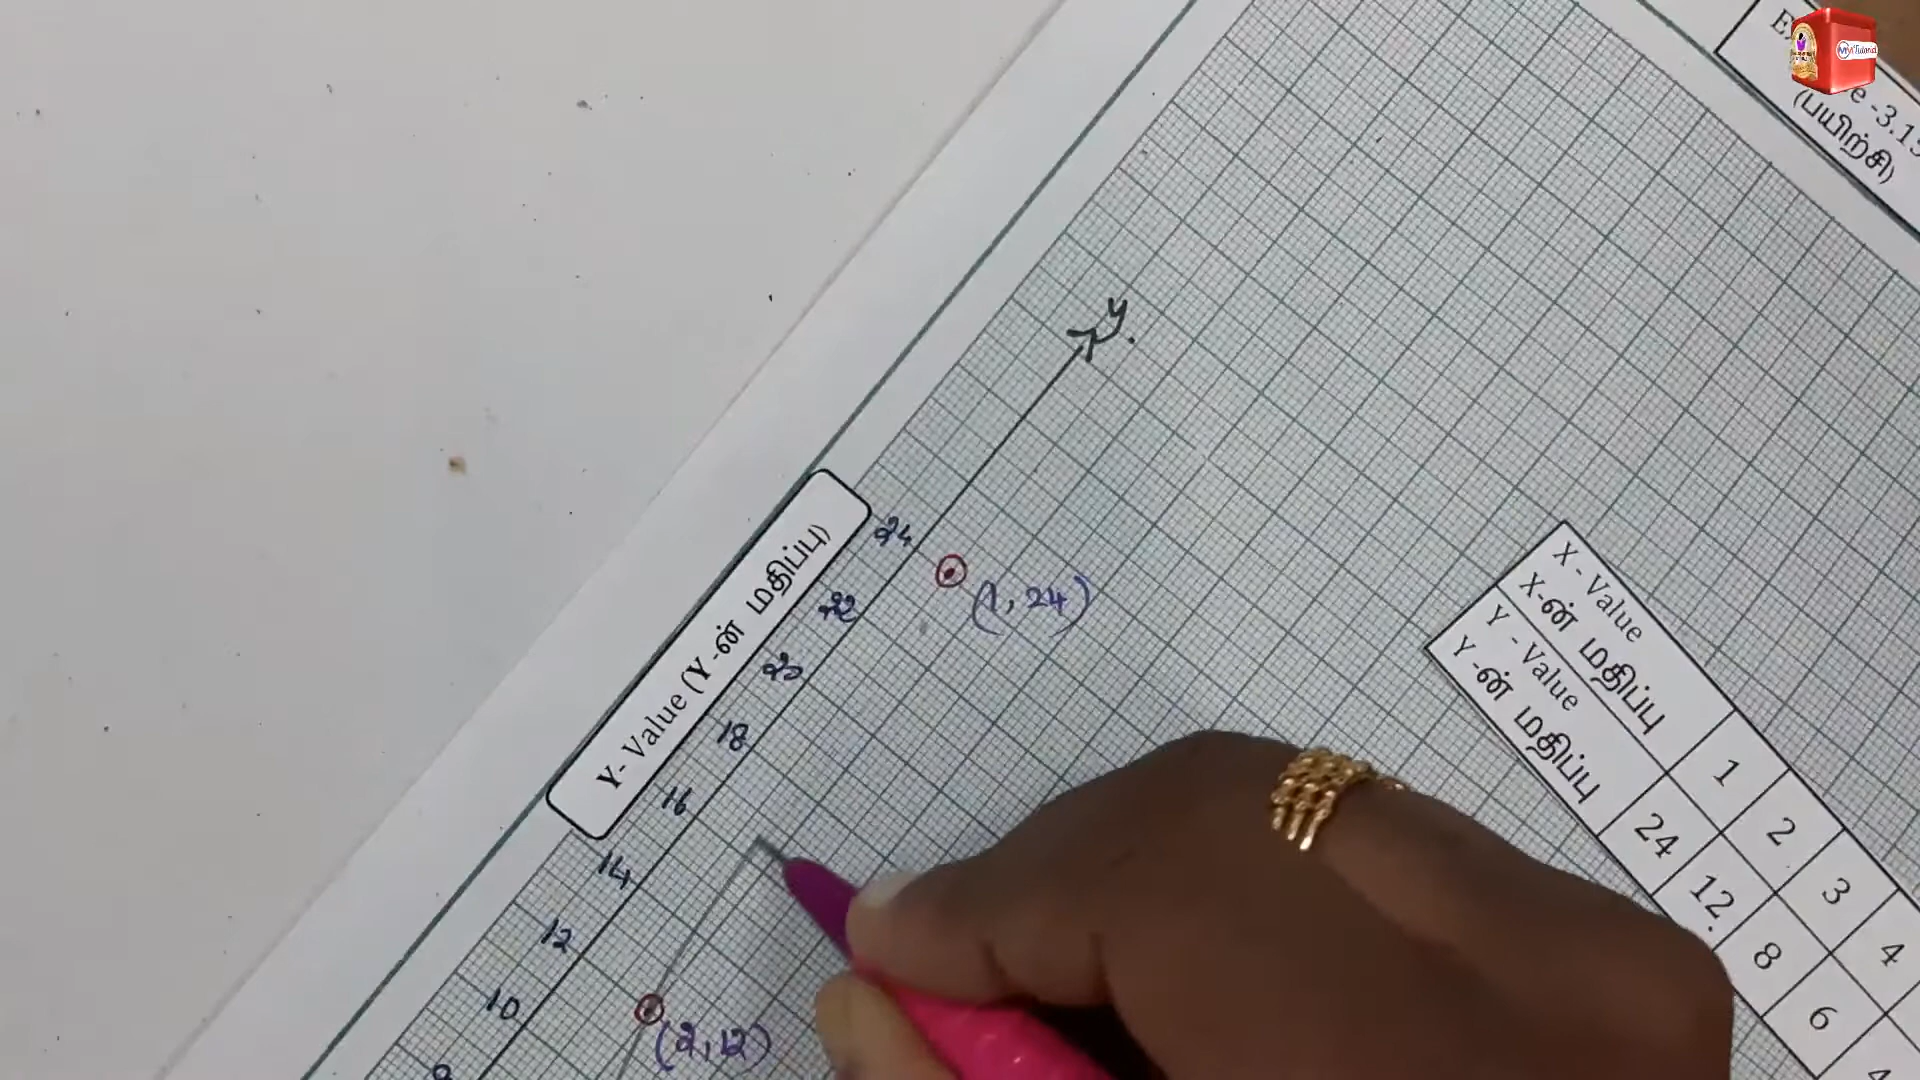 (பயிற்சி)
y
24
(1, 24)
22
20
18
16
14
12
10
8
(2, 12)
Y- Value (Y -ன் மதிப்பு)
X - Value
X-ன் மதிப்பு
1
2
3
4
Y - Value
Y -ன் மதிப்பு
24
12
8
6